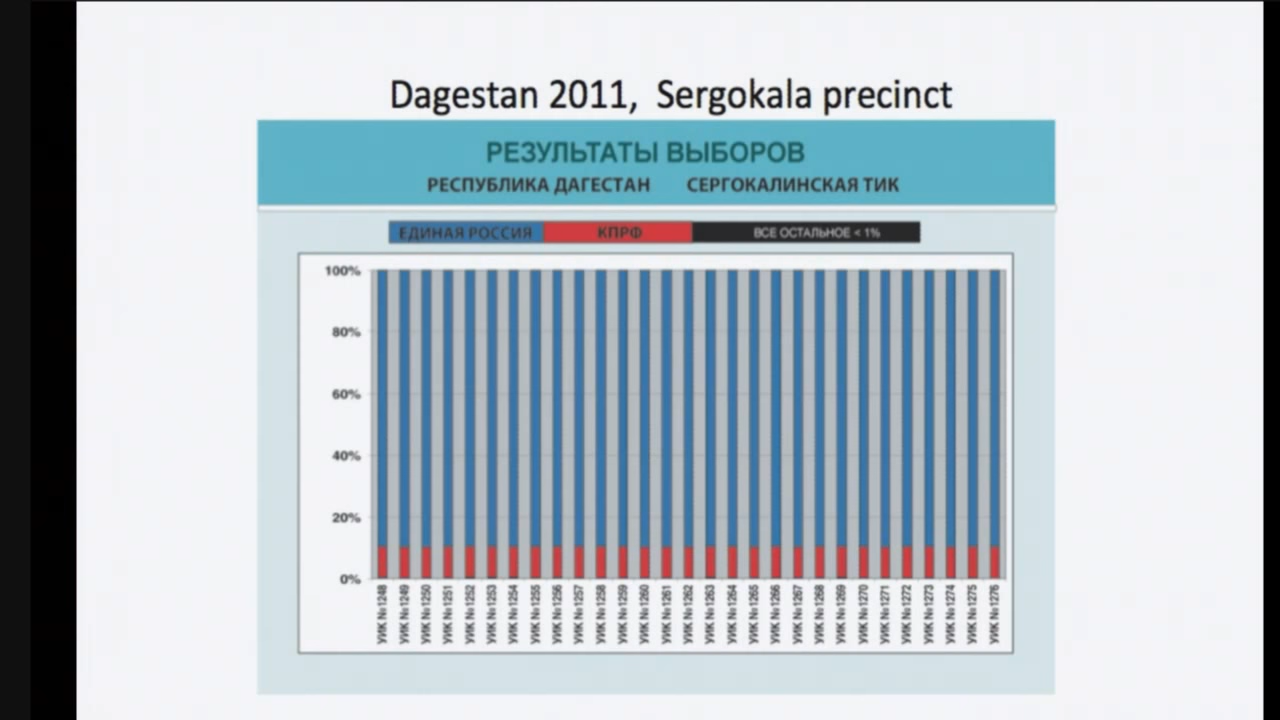 Dagestan 2011, Sergokala precinct
РЕЗУЛЬТАТЫ ВЫБОРОВ
РЕСПУБЛИКА ДАГЕСТАН СЕРГОКАЛИНСКАЯ ТИК
ЕДИНАЯ РОССИЯ КПРФ ВСЕ ОСТАЛЬНОЕ < 1%
100%
80%
60%
40%
20%
0%
УИК №1248
УИК №1249
УИК №1250
УИК №1251
УИК №1252
УИК №1253
УИК №1254
УИК №1255
УИК №1256
УИК №1257
УИК №1258
УИК №1259
УИК №1260
УИК №1261
УИК №1262
УИК №1263
УИК №1264
УИК №1265
УИК №1266
УИК №1267
УИК №1268
УИК №1269
УИК №1270
УИК №1271
УИК №1272
УИК №1273
УИК №1274
УИК №1275
УИК №1276